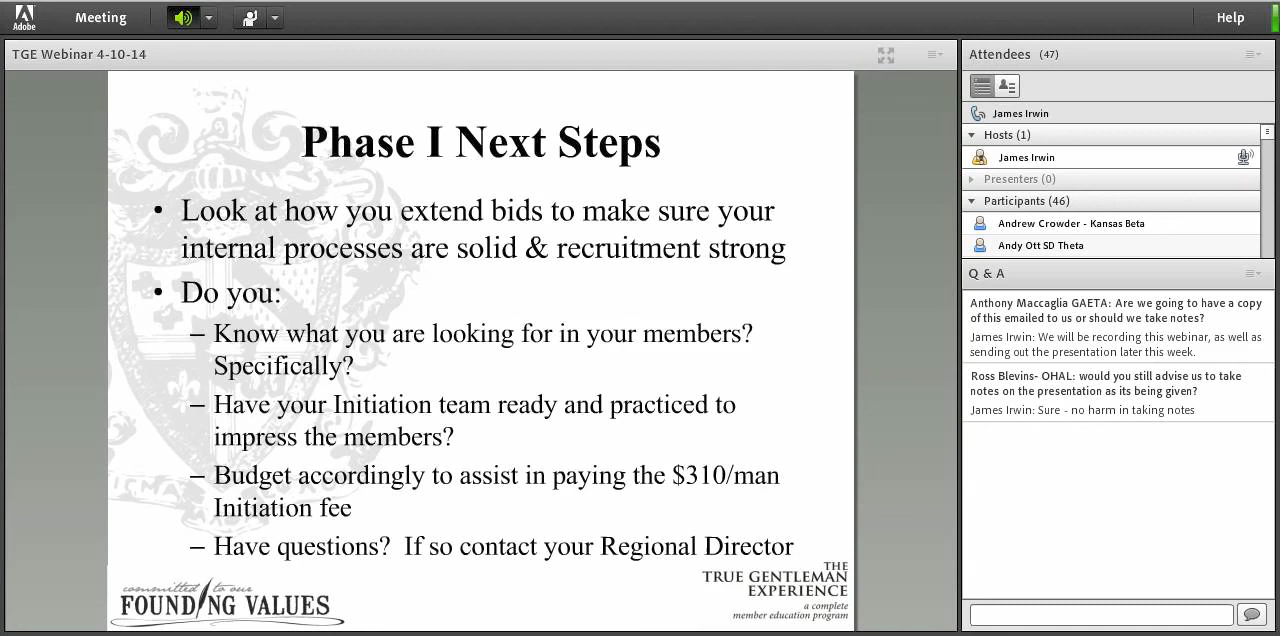 Adobe
Meeting
Help
TGE Webinar 4-10-14
Phase I Next Steps
• Look at how you extend bids to make sure your
internal processes are solid & recruitment strong
• Do you:
– Know what you are looking for in your members?
Specifically?
– Have your Initiation team ready and practiced to
impress the members?
– Budget accordingly to assist in paying the $310/man
Initiation fee
– Have questions?  If so contact your Regional Director
committed to our
FOUNDING VALUES
THE
TRUE GENTLEMAN
EXPERIENCE
a complete
member education program
Attendees (47)
James Irwin
Hosts (1)
James Irwin
Presenters (0)
Participants (46)
Andrew Crowder - Kansas Beta
Andy Ott SD Theta
Q & A
Anthony Maccaglia GAETA: Are we going to have a copy
of this emailed to us or should we take notes?
James Irwin: We will be recording this webinar, as well as
sending out the presentation later this week.
Ross Blevins- OHAL: would you still advise us to take
notes on the presentation as its being given?
James Irwin: Sure - no harm in taking notes